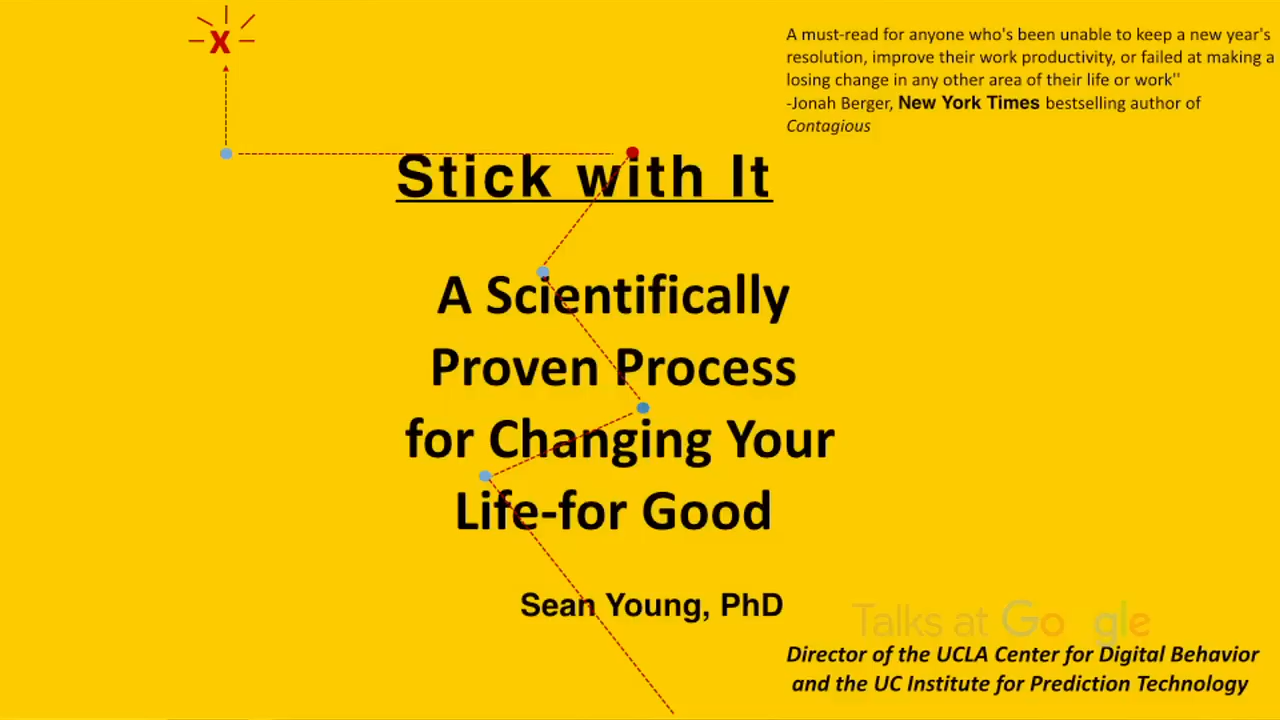 X
A must-read for anyone who's been unable to keep a new year's
resolution, improve their work productivity, or failed at making a
losing change in any other area of their life or work"
-Jonah Berger, New York Times bestselling author of
Contagious
Stick with It
A Scientifically
Proven Process
for Changing Your
Life-for Good
Sean Young, PhD
Talks at Google
Director of the UCLA Center for Digital Behavior
and the UC Institute for Prediction Technology